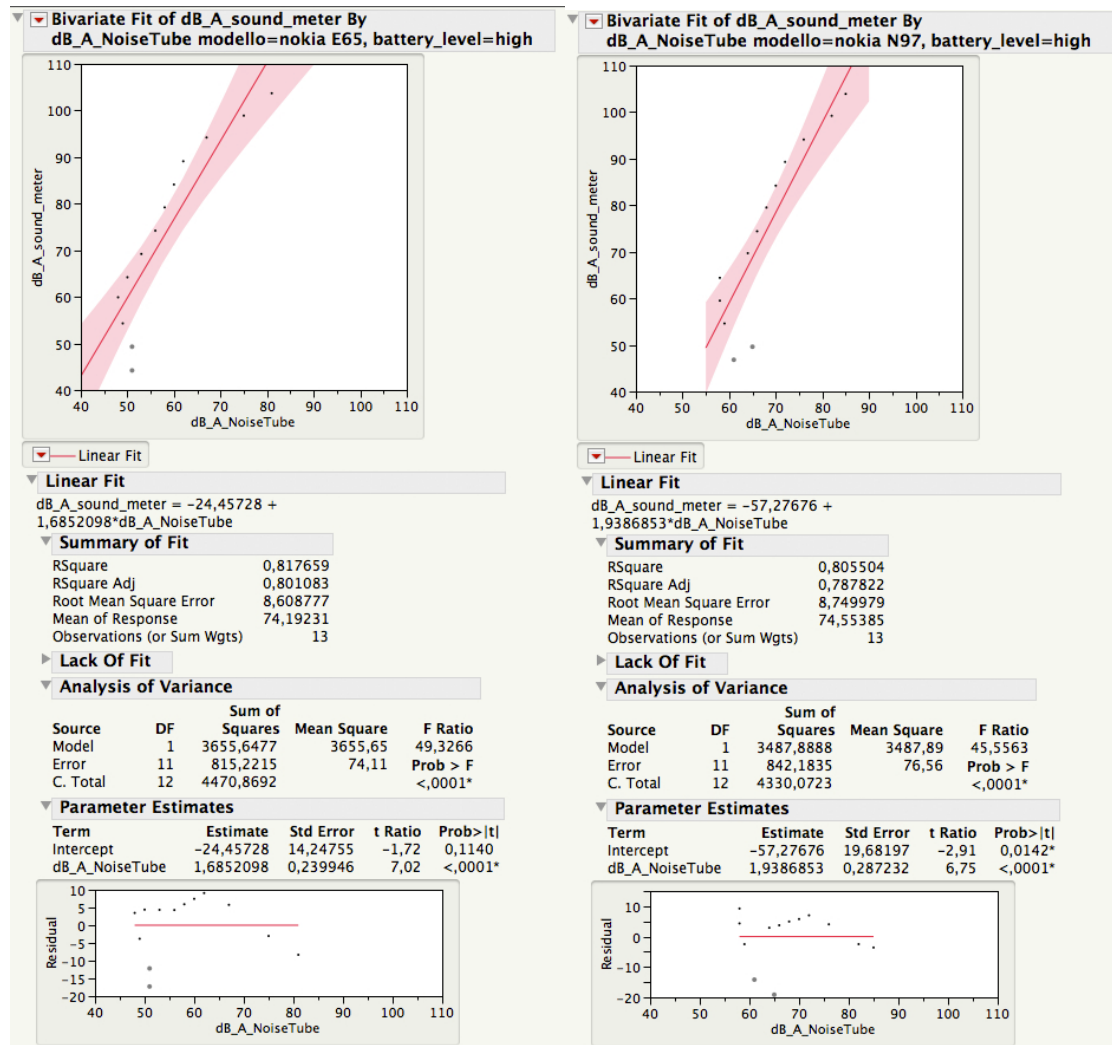 Bivariate Fit of dB_A_sound_meter By
dB_A_NoiseTube modello=nokia E65, battery_level=high
110
100
90
80
70
60
50
40
dB_A_sound_meter
40 50 60 70 80 90 100 110
dB_A_NoiseTube
Linear Fit
Linear Fit
dB_A_sound_meter = -24,45728 +
1,6852098*dB_A_NoiseTube
Summary of Fit
RSquare 0,817659
RSquare Adj 0,801083
Root Mean Square Error 8,608777
Mean of Response 74,19231
Observations (or Sum Wgts) 13
Lack Of Fit
Analysis of Variance
Sum of
Source DF Squares Mean Square F Ratio
Model 1 3655,6477 3655,65 49,3266
Error 11 815,2215 74,11 Prob > F
C. Total 12 4470,8692 <,0001*
Parameter Estimates
Term Estimate Std Error t Ratio Prob>|t|
Intercept -24,45728 14,24755 -1,72 0,1140
dB_A_NoiseTube 1,6852098 0,239946 7,02 <,0001*
10
5
0
-5
-10
-15
-20
Residual
40 50 60 70 80 90 100 110
dB_A_NoiseTube
Bivariate Fit of dB_A_sound_meter By
dB_A_NoiseTube modello=nokia N97, battery_level=high
110
100
90
80
70
60
50
40
dB_A_sound_meter
40 50 60 70 80 90 100 110
dB_A_NoiseTube
Linear Fit
Linear Fit
dB_A_sound_meter = -57,27676 +
1,9386853*dB_A_NoiseTube
Summary of Fit
RSquare 0,805504
RSquare Adj 0,787822
Root Mean Square Error 8,749979
Mean of Response 74,55385
Observations (or Sum Wgts) 13
Lack Of Fit
Analysis of Variance
Sum of
Source DF Squares Mean Square F Ratio
Model 1 3487,8888 3487,89 45,5563
Error 11 842,1835 76,56 Prob > F
C. Total 12 4330,0723 <,0001*
Parameter Estimates
Term Estimate Std Error t Ratio Prob>|t|
Intercept -57,27676 19,68197 -2,91 0,0142*
dB_A_NoiseTube 1,9386853 0,287232 6,75 <,0001*
10
0
-10
-20
Residual
40 50 60 70 80 90 100 110
dB_A_NoiseTube